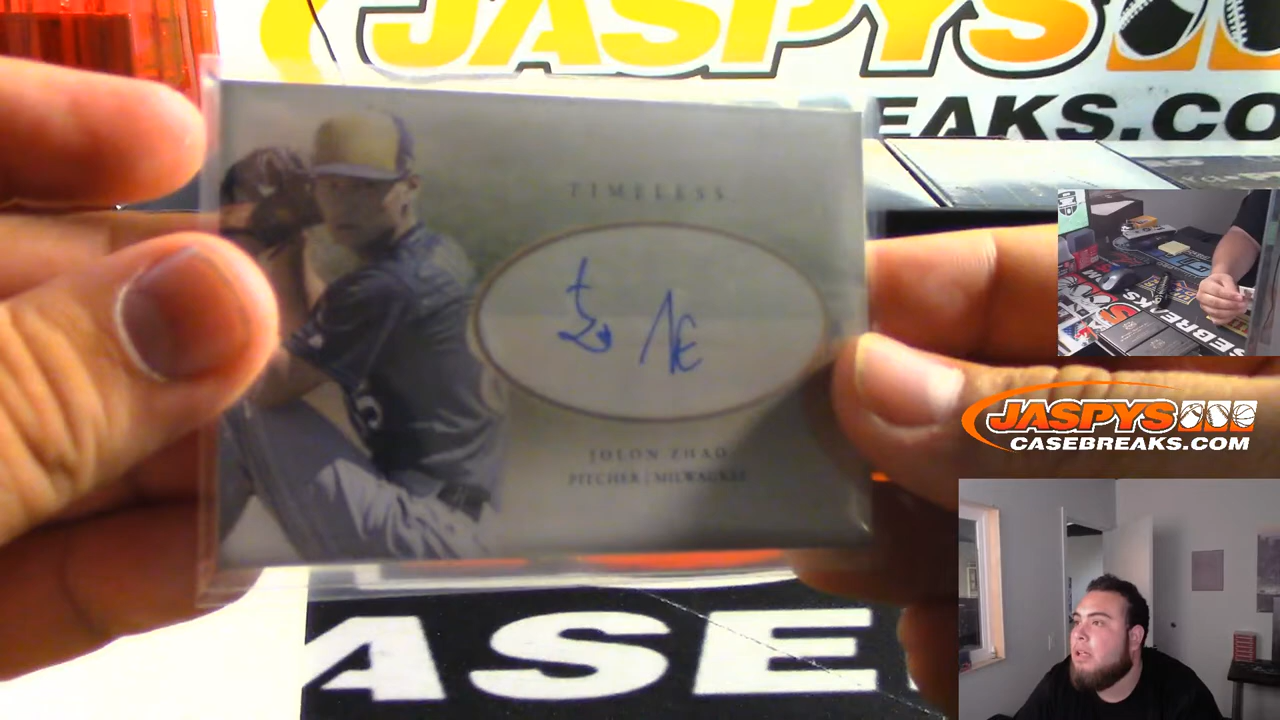 JASPYS
EAKS.CO
TIMELESS
JOLON ZHAO
PITCHER | MILWAUKEE
JASPYS
CASEBREAKS.COM
ASE